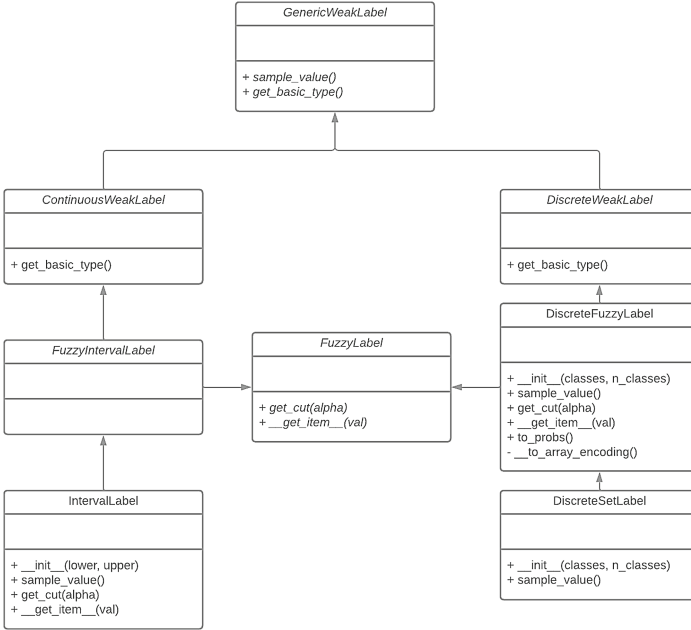 GenericWeakLabel
+ sample_value()
+ get_basic_type()
ContinuousWeakLabel
+ get_basic_type()
DiscreteWeakLabel
+ get_basic_type()
FuzzyIntervalLabel
FuzzyLabel
+ get_cut(alpha)
+ __get_item__(val)
DiscreteFuzzyLabel
+ __init__(classes, n_classes)
+ sample_value()
+ get_cut(alpha)
+ __get_item__(val)
+ to_probs()
- __to_array_encoding()
IntervalLabel
+ __init__(lower, upper)
+ sample_value()
+ get_cut(alpha)
+ __get_item__(val)
DiscreteSetLabel
+ __init__(classes, n_classes)
+ sample_value()